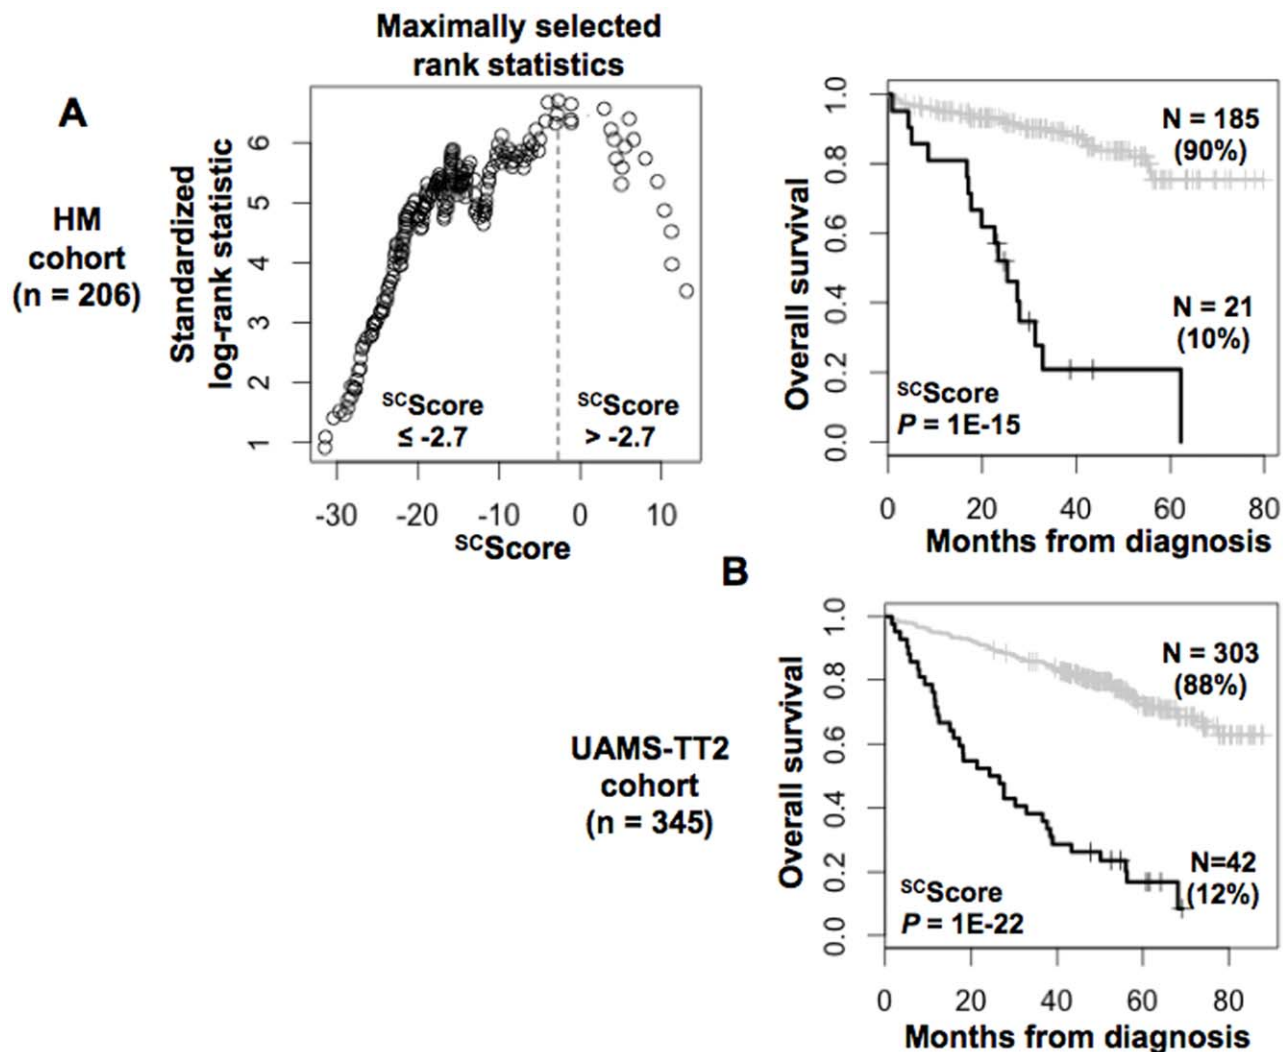 Maximally selected
rank statistics
A
HM
cohort
(n = 206)
Standardized
log-rank statistic
6
5
4
3
2
1
SCScore
≤ -2.7
SCScore
> -2.7
-30 -20 -10 0 10
SCScore
Overall survival
1.0
0.8
0.6
0.4
0.2
0.0
N = 185
(90%)
N = 21
(10%)
SCScore
P = 1E-15
0 20 40 60 80
Months from diagnosis
B
UAMS-TT2
cohort
(n = 345)
Overall survival
1.0
0.8
0.6
0.4
0.2
0.0
N = 303
(88%)
N=42
(12%)
SCScore
P = 1E-22
0 20 40 60 80
Months from diagnosis